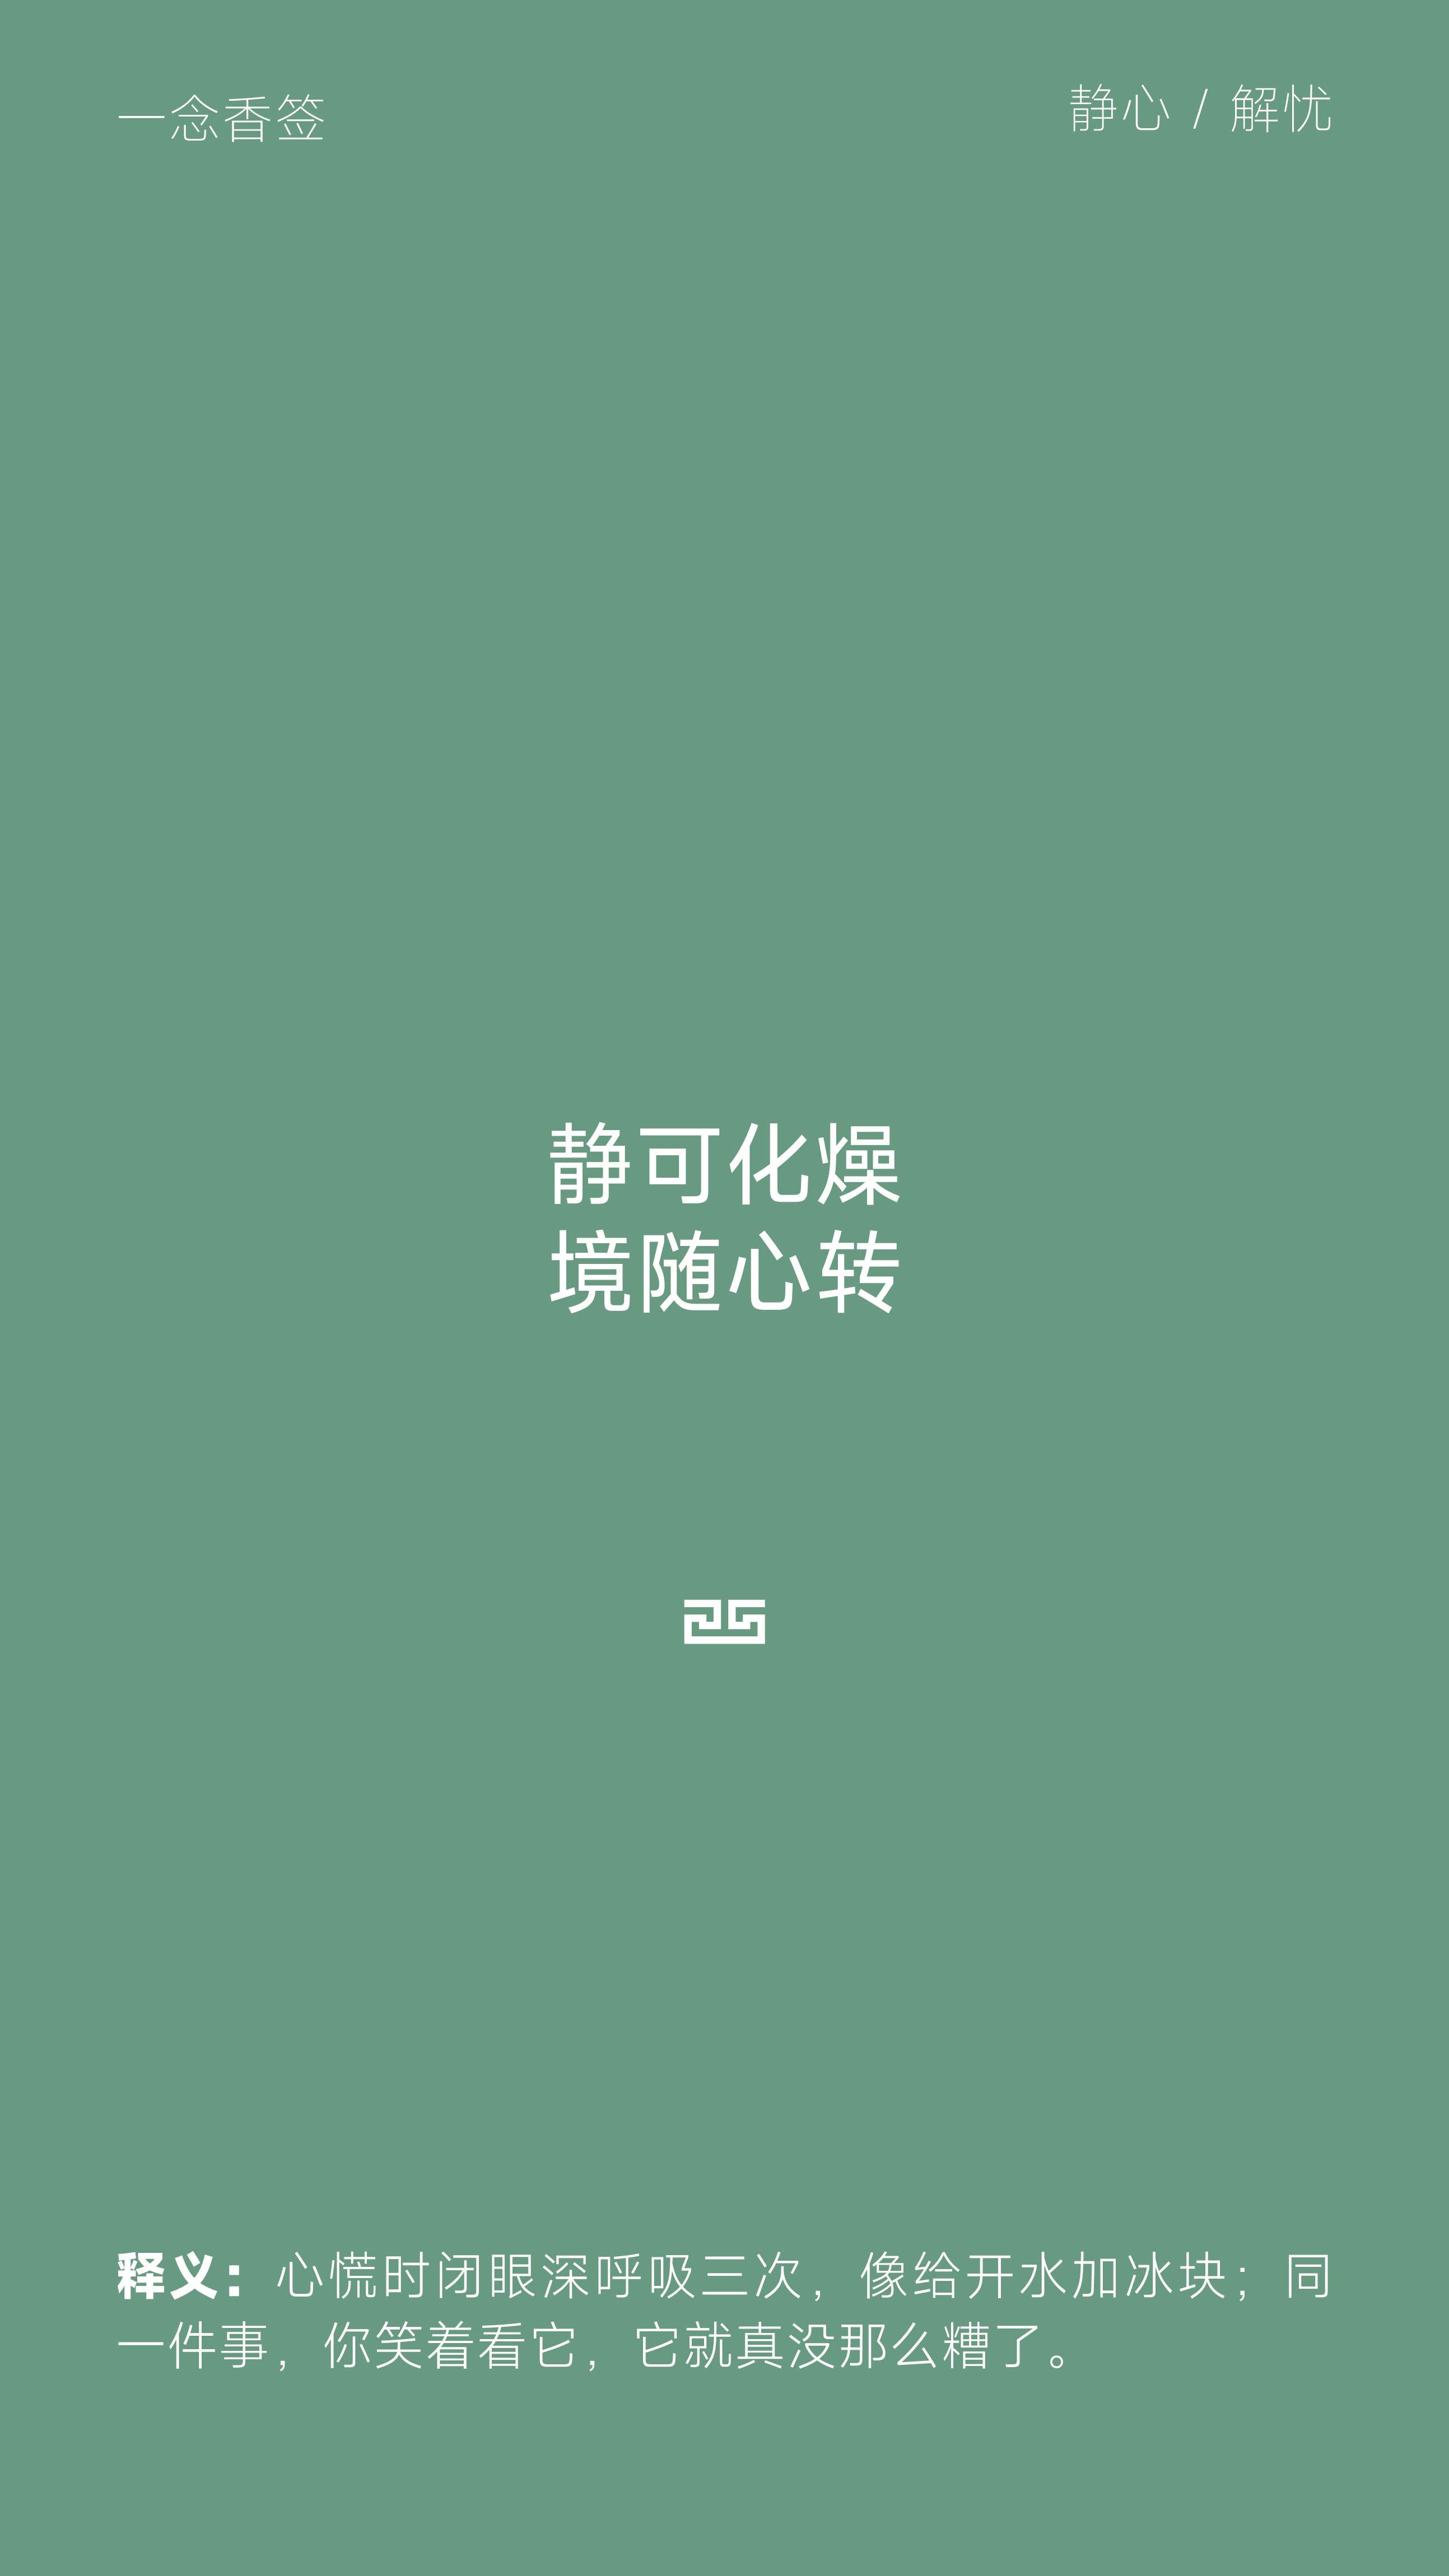 一念香签
静心 / 解忧
静可化燥
境随心转
释义：心慌时闭眼深呼吸三次，像给开水加冰块；同
一件事，你笑着看它，它就真没那么糟了。